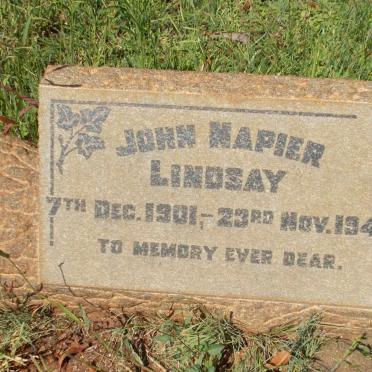 John Napier
Lindsay
7th Dec. 1901,- 23rd Nov. 194
to memory ever dear.